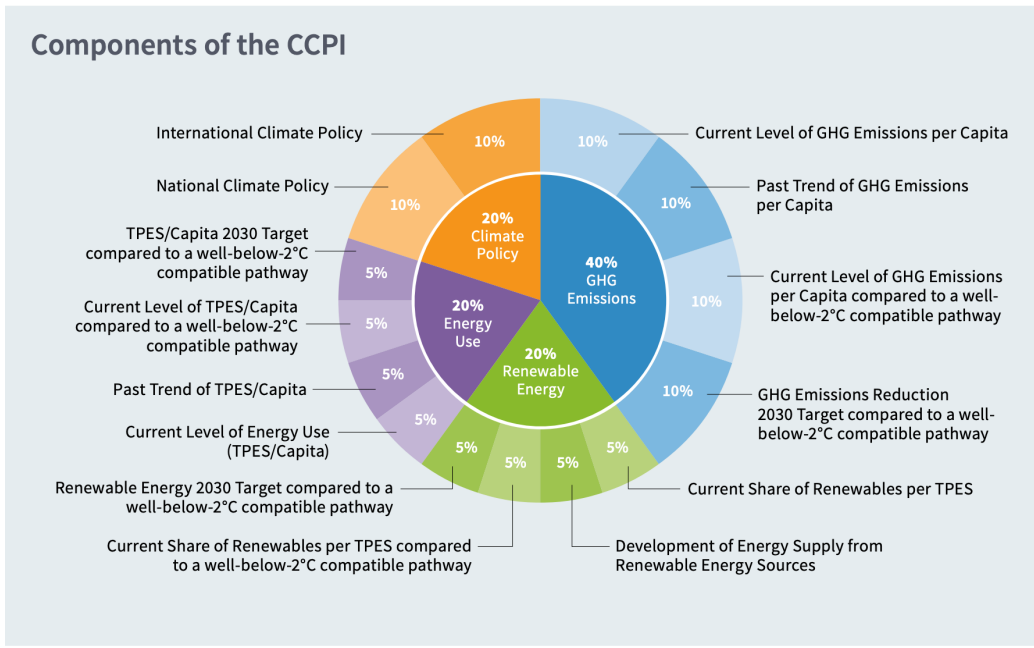 Components of the CCPI
International Climate Policy
10%
10%
Current Level of GHG Emissions per Capita
National Climate Policy
10%
10%
Past Trend of GHG Emissions
per Capita
20%
Climate
Policy
40%
GHG
Emissions
TPES/Capita 2030 Target
compared to a well-below-2°C
compatible pathway
5%
10%
Current Level of GHG Emissions
per Capita compared to a well-
below-2°C compatible pathway
Current Level of TPES/Capita
compared to a well-below-2°C
compatible pathway
5%
20%
Energy
Use
20%
Renewable
Energy
Past Trend of TPES/Capita
5%
10%
GHG Emissions Reduction
2030 Target compared to a well-
below-2°C compatible pathway
Current Level of Energy Use
(TPES/Capita)
5%
5%
5%
5%
5%
Renewable Energy 2030 Target compared to a
well-below-2°C compatible pathway
Current Share of Renewables per TPES
Current Share of Renewables per TPES compared
to a well-below-2°C compatible pathway
Development of Energy Supply from
Renewable Energy Sources